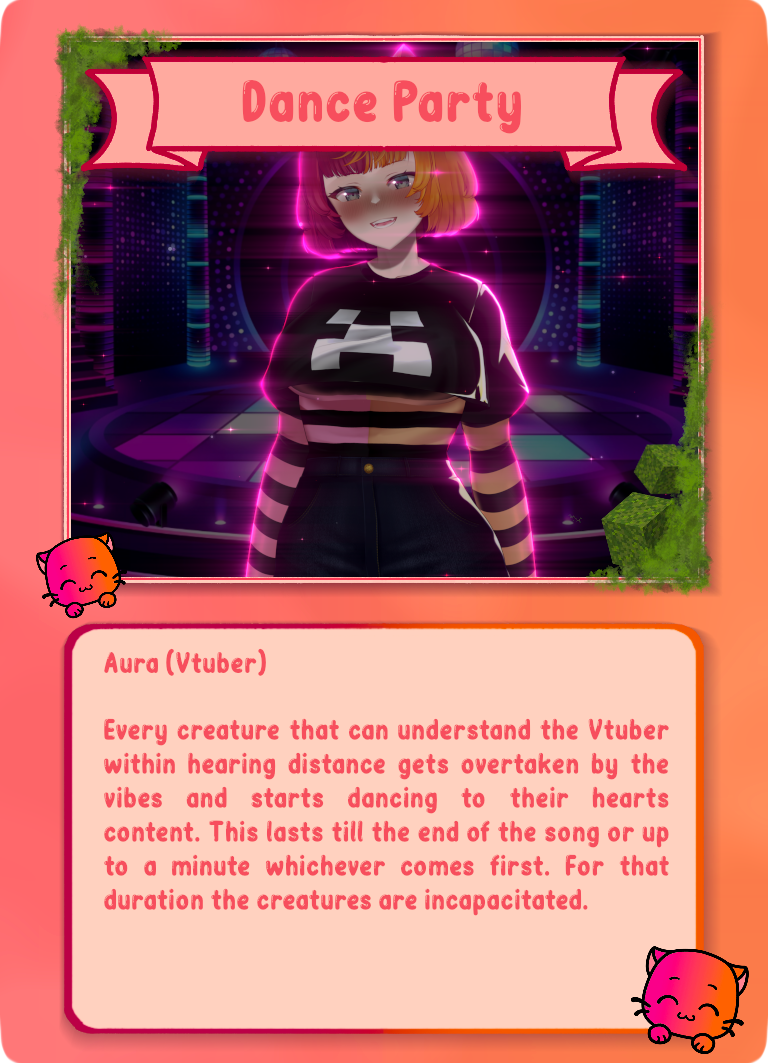 Dance Party
Aura (Vtuber)
Every creature that can understand the Vtuber
within hearing distance gets overtaken by the
vibes and starts dancing to their hearts
content. This lasts till the end of the song or up
to a minute whichever comes first. For that
duration the creatures are incapacitated.